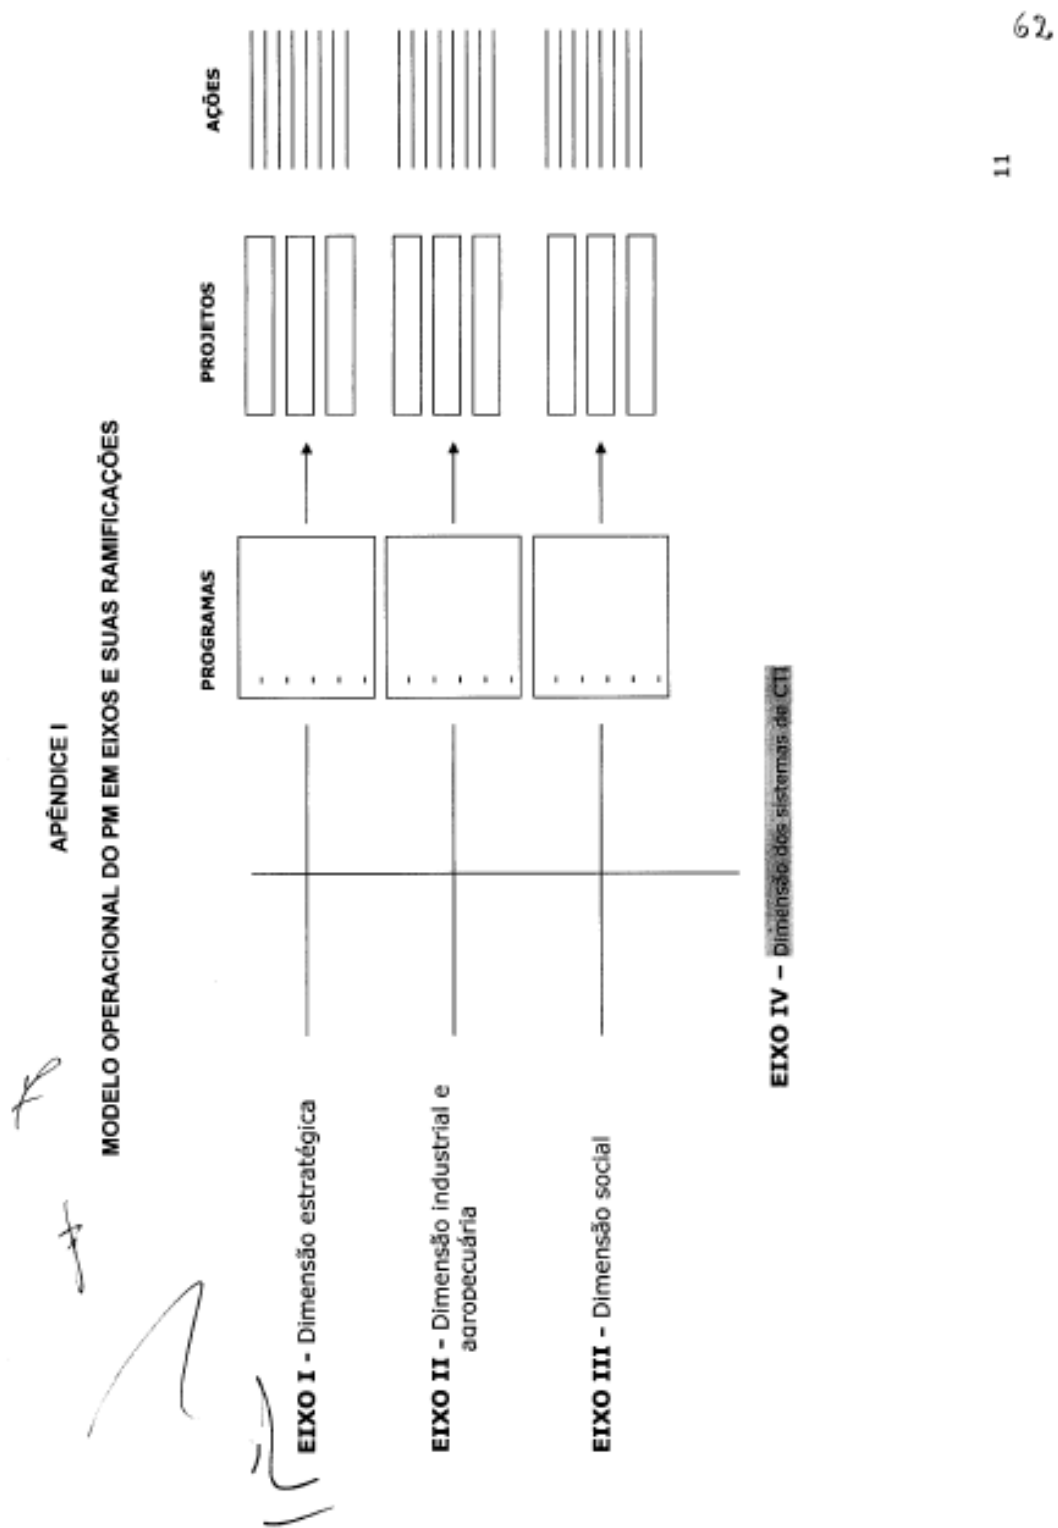 62
APÊNDICE I
MODELO OPERACIONAL DO PM EM EIXOS E SUAS RAMIFICAÇÕES
PROGRAMAS
PROJETOS
AÇÕES
EIXO I - Dimensão estratégica
EIXO II - Dimensão industrial e
agropecuária
EIXO III - Dimensão social
EIXO IV – Dimensão dos sistemas de CTI
11